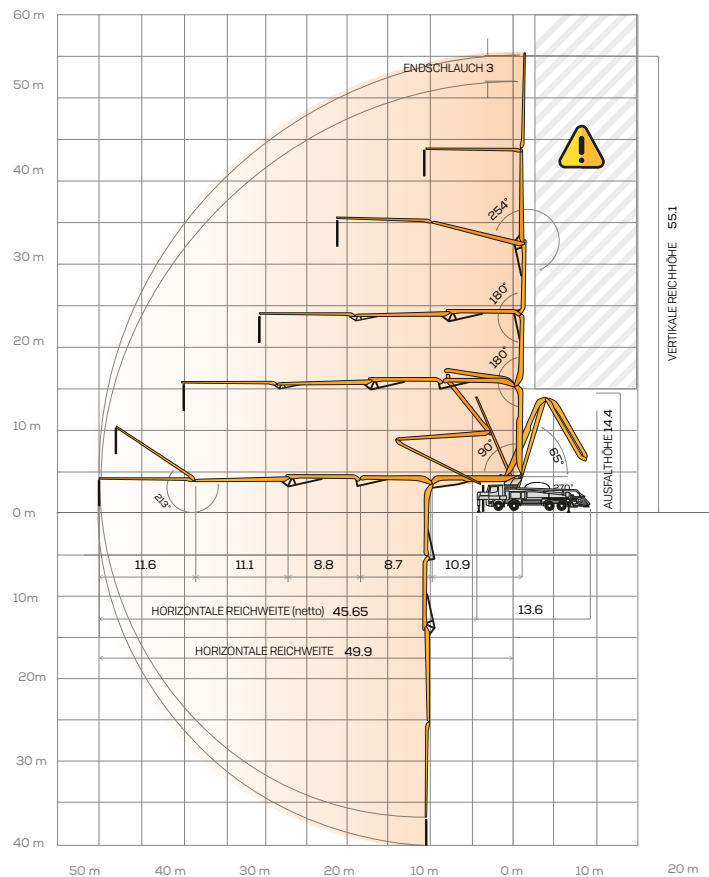 60 m
ENDSCHLAUCH 3
50 m
40 m
254°
VERTIKALE REICHHÖHE 55.1
30 m
180°
20 m
180°
10 m
AUSFALTHÖHE 14.4
90°
65°
213°
270°
0 m
11.6 11.1 8.8 8.7 10.9
10m
HORIZONTALE REICHWEITE (netto) 45.65
13.6
HORIZONTALE REICHWEITE 49.9
20m
30 m
40 m
50 m 40 m 30 m 20 m 10 m 0 m 10 m 20 m